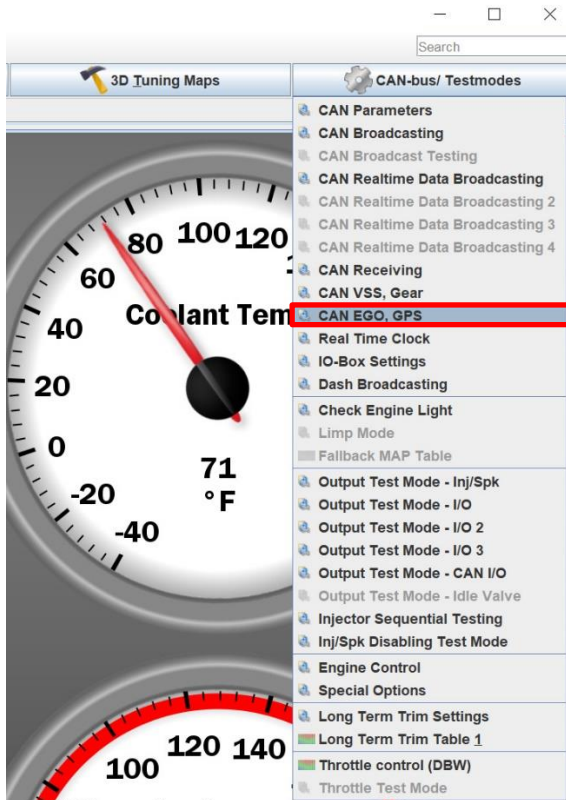 Search
3D Tuning Maps
CAN-bus/ Testmodes
CAN Parameters
CAN Broadcasting
CAN Broadcast Testing
CAN Realtime Data Broadcasting
CAN Realtime Data Broadcasting 2
CAN Realtime Data Broadcasting 3
CAN Realtime Data Broadcasting 4
CAN Receiving
CAN VSS, Gear
CAN EGO, GPS
Real Time Clock
IO-Box Settings
Dash Broadcasting
Check Engine Light
Limp Mode
Fallback MAP Table
Output Test Mode - Inj/Spk
Output Test Mode - I/O
Output Test Mode - I/O 2
Output Test Mode - I/O 3
Output Test Mode - CAN I/O
Output Test Mode - Idle Valve
Injector Sequential Testing
Inj/Spk Disabling Test Mode
Engine Control
Special Options
Long Term Trim Settings
Long Term Trim Table 1
Throttle control (DBW)
Throttle Test Mode
-40
-20
0
20
40
60
80
100
120
Coolant Tem
71
°F
100
120
140